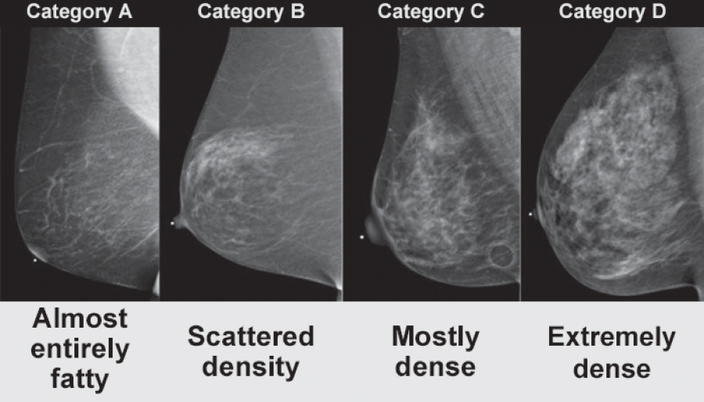 Category A
Category B
Category C
Category D
Almost
entirely
fatty
Scattered
density
Mostly
dense
Extremely
dense